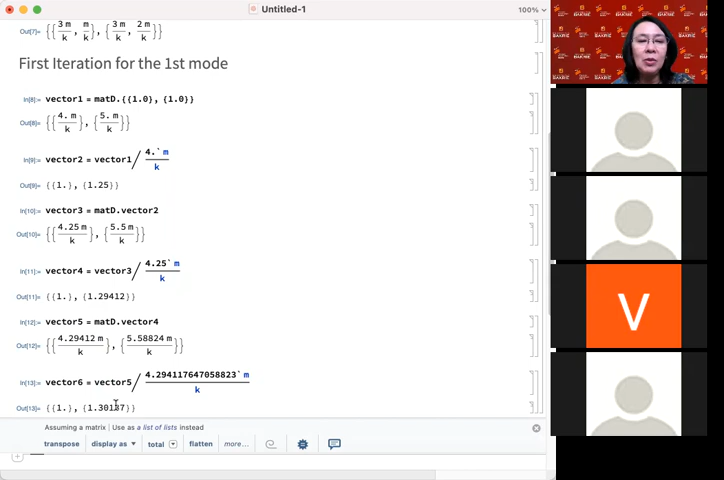 Untitled-1
100%
Out[7]= {{3 m/k, m/k}, {3 m/k, 2 m/k}}
First Iteration for the 1st mode
In[8]:= vector1 = matD.{{1.0}, {1.0}}
Out[8]= {{4. m/k}, {5. m/k}}
In[9]:= vector2 = vector1 / 4.` m/k
Out[9]= {{1.}, {1.25}}
In[10]:= vector3 = matD.vector2
Out[10]= {{4.25 m/k}, {5.5 m/k}}
In[11]:= vector4 = vector3 / 4.25` m/k
Out[11]= {{1.}, {1.29412}}
In[12]:= vector5 = matD.vector4
Out[12]= {{4.29412 m/k}, {5.58824 m/k}}
In[13]:= vector6 = vector5 / 4.294117647058823` m/k
Out[13]= {{1.}, {1.30137}}
Assuming a matrix | Use as a list of lists instead
transpose display as total flatten more...
V